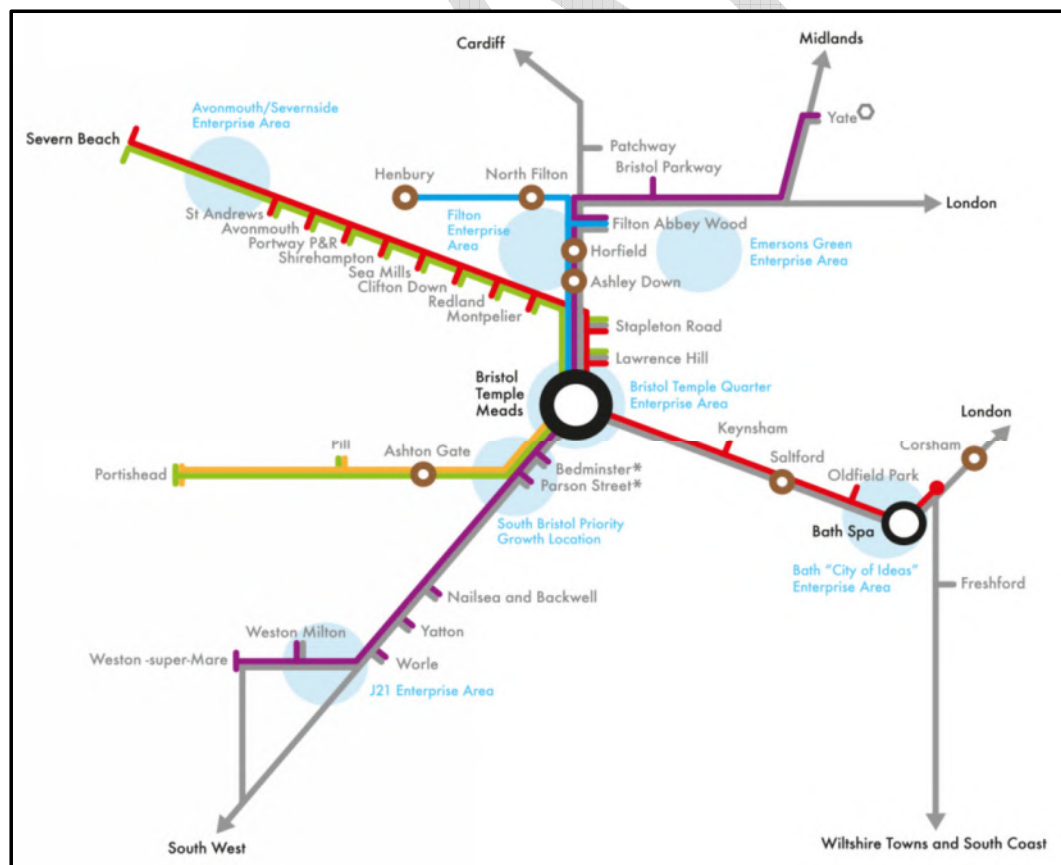 Cardiff
Midlands
Avonmouth/Severnside
Enterprise Area
Yate
Severn Beach
Patchway
Bristol Parkway
Henbury
North Filton
London
St Andrews
Avonmouth
Portway P&R
Shirehampton
Sea Mills
Clifton Down
Redland
Montpelier
Filton
Enterprise
Area
Filton Abbey Wood
Horfield
Emersons Green
Enterprise Area
Ashley Down
Stapleton Road
Lawrence Hill
Bristol
Temple
Meads
Bristol Temple Quarter
Enterprise Area
London
Keynsham
Corsham
Pill
Ashton Gate
Saltford
Portishead
Bedminster*
Parson Street*
Oldfield Park
South Bristol Priority
Growth Location
Bath Spa
Bath “City of Ideas”
Enterprise Area
Freshford
Nailsea and Backwell
Weston Milton
Yatton
Weston -super-Mare
Worle
J21 Enterprise Area
South West
Wiltshire Towns and South Coast